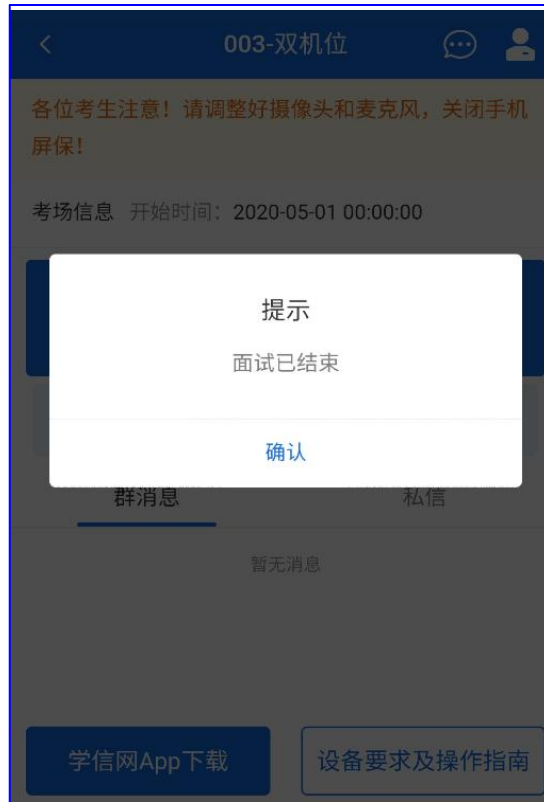 003-双机位
各位考生注意！请调整好摄像头和麦克风，关闭手机
屏保！
考场信息 开始时间：2020-05-01 00:00:00
提示
面试已结束
确认
群消息 私信
暂无消息
学信网App下载 设备要求及操作指南